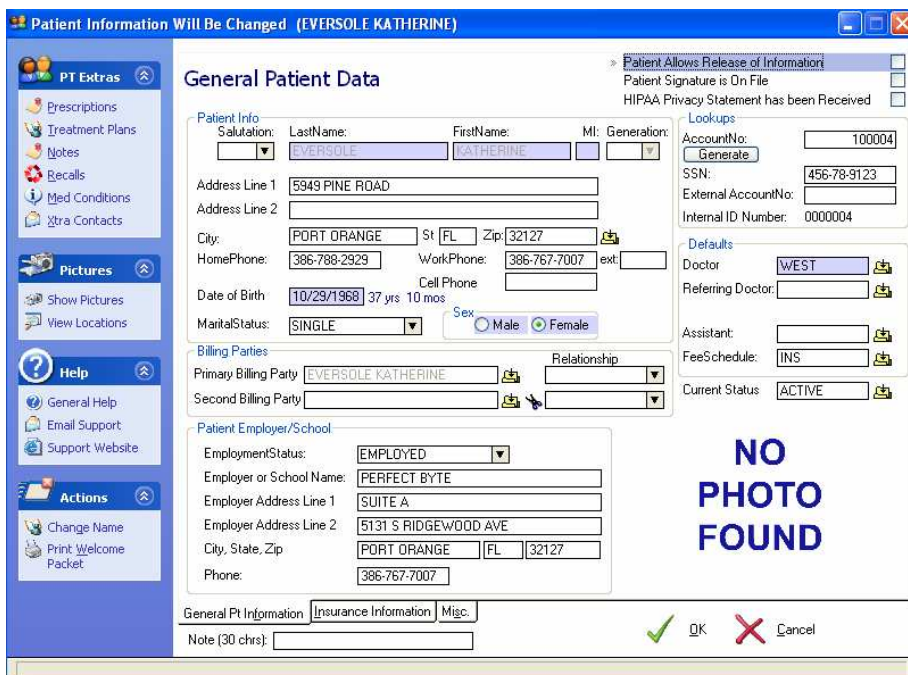 Patient Information Will Be Changed (EVERSOLE KATHERINE)
PT Extras
Prescriptions
Treatment Plans
Notes
Recalls
Med Conditions
Xtra Contacts
Pictures
Show Pictures
View Locations
Help
General Help
Email Support
Support Website
Actions
Change Name
Print Welcome
Packet
General Patient Data
» Patient Allows Release of Information
Patient Signature is On File
HIPAA Privacy Statement has been Received
Patient Info
Salutation: LastName: FirstName: MI: Generation:
EVERSOLE KATHERINE
Address Line 1 5949 PINE ROAD
Address Line 2
City: PORT ORANGE St FL Zip: 32127
HomePhone: 386-788-2929 WorkPhone: 386-767-7007 ext:
Cell Phone
Date of Birth 10/29/1968 37 yrs 10 mos
MaritalStatus: SINGLE Sex Male Female
Lookups
AccountNo: 100004
Generate
SSN: 456-78-9123
External AccountNo:
Internal ID Number: 0000004
Defaults
Doctor WEST
Referring Doctor:
Assistant:
FeeSchedule: INS
Current Status ACTIVE
Billing Parties
Relationship
Primary Billing Party EVERSOLE KATHERINE
Second Billing Party
Patient Employer/School
EmploymentStatus: EMPLOYED
Employer or School Name: PERFECT BYTE
Employer Address Line 1 SUITE A
Employer Address Line 2 5131 S RIDGEWOOD AVE
City, State, Zip PORT ORANGE FL 32127
Phone: 386-767-7007
NO
PHOTO
FOUND
General Pt Information Insurance Information Misc.
Note (30 chrs):
OK Cancel